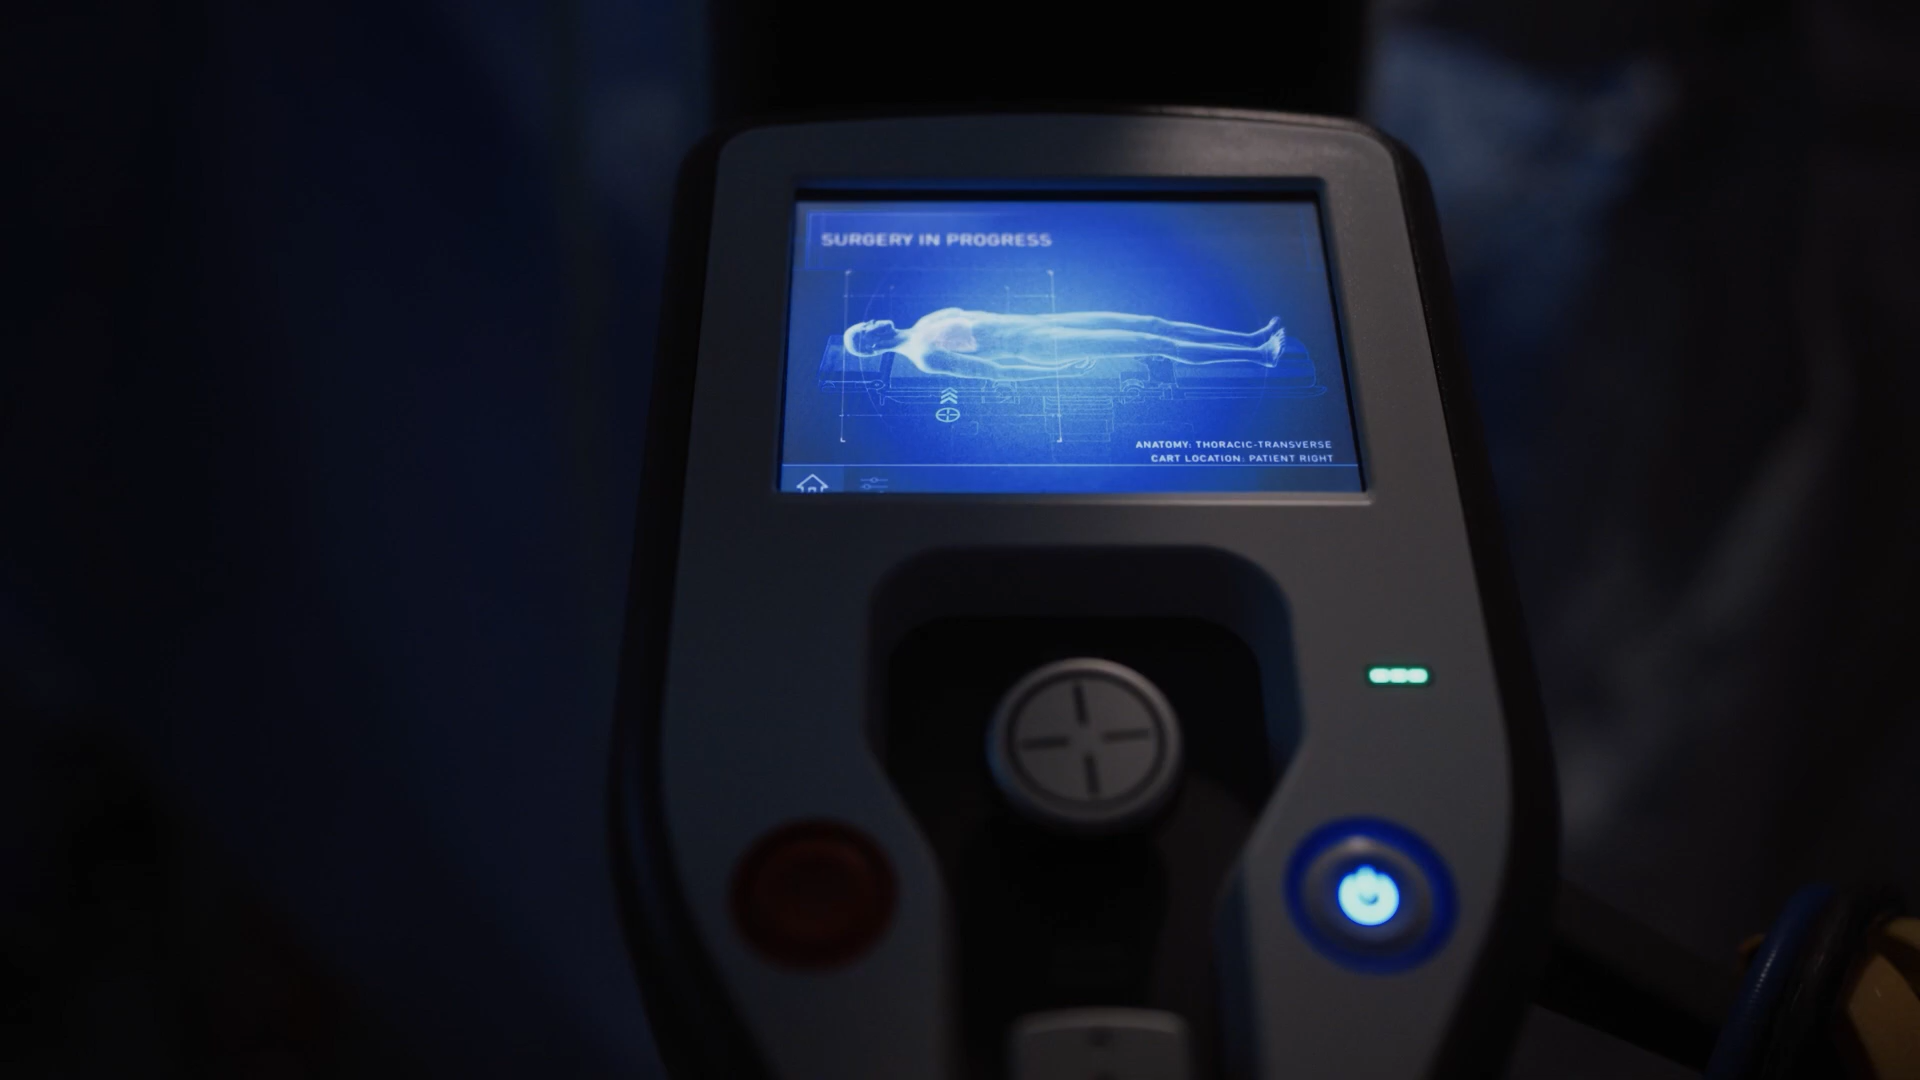 SURGERY IN PROGRESS
ANATOMY: THORACIC-TRANSVERSE
CART LOCATION: PATIENT RIGHT